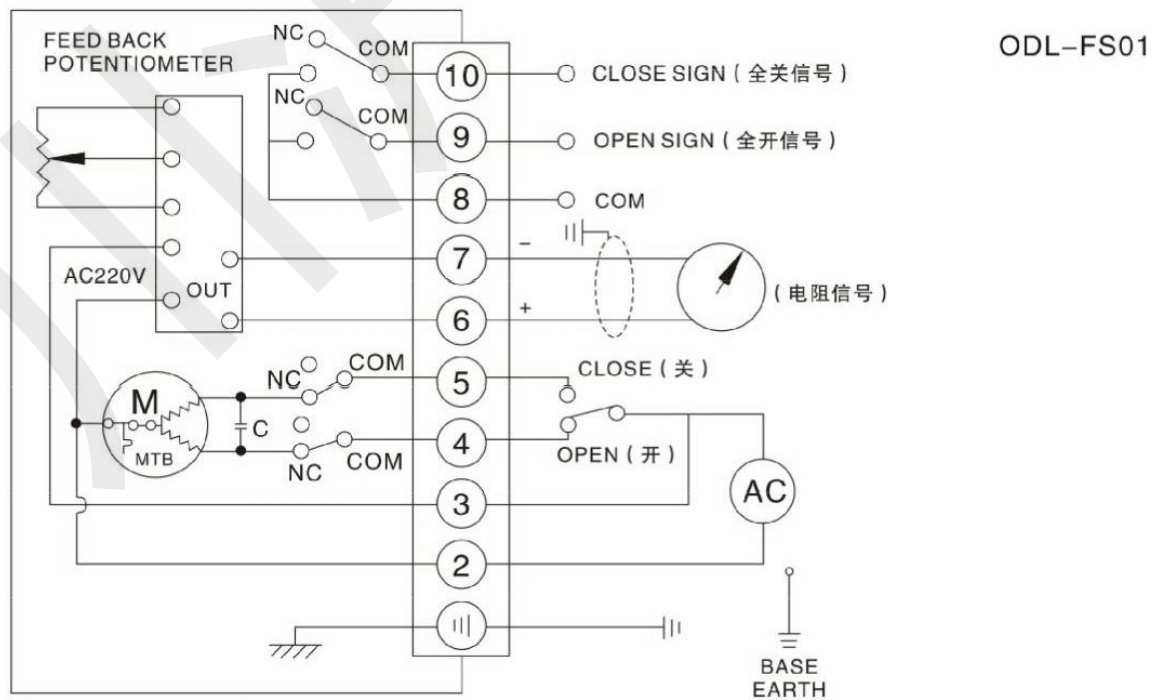 ODL–FS01
FEED BACK
POTENTIOMETER
NC
COM
10
CLOSE SIGN ( 全关信号 )
NC
COM
9
OPEN SIGN ( 全开信号 )
8
COM
7
–
AC220V
OUT
( 电阻信号 )
6
+
NC
COM
5
CLOSE ( 关 )
M
MTB
C
NC
COM
4
OPEN ( 开 )
3
AC
2
BASE
EARTH